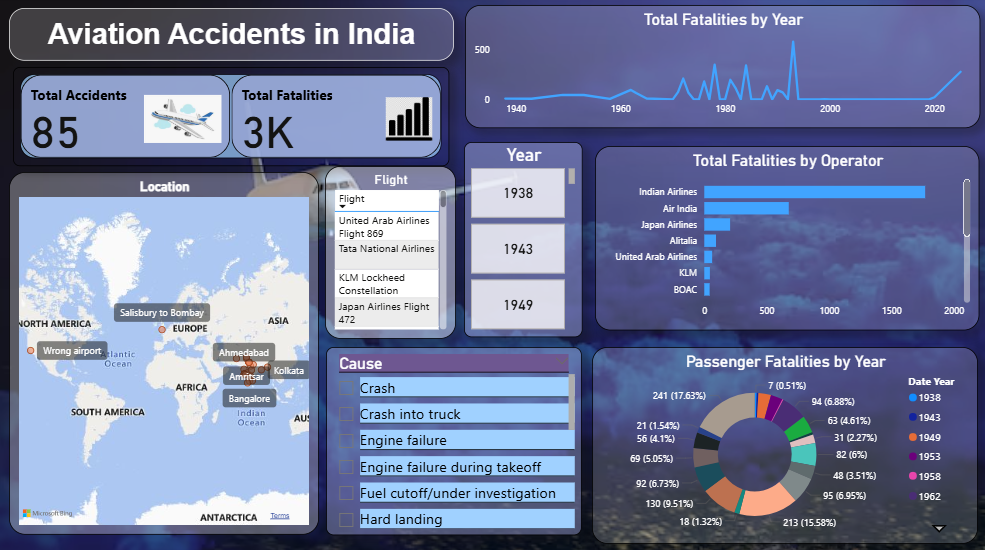 Aviation Accidents in India
Total Accidents
85
Total Fatalities
3K
Total Fatalities by Year
500
0
1940
1960
1980
2000
2020
Location
NORTH AMERICA
EUROPE
ASIA
Atlantic
Ocean
AFRICA
SOUTH AMERICA
Indian
Ocean
AUS
ANTARCTICA
Salisbury to Bombay
Wrong airport
Ahmedabad
Kolkata
Amritsar
Bangalore
Microsoft Bing
Terms
Flight
Flight
United Arab Airlines
Flight 869
Tata National Airlines
KLM Lockheed
Constellation
Japan Airlines Flight
472
Year
1938
1943
1949
Total Fatalities by Operator
Indian Airlines
Air India
Japan Airlines
Alitalia
United Arab Airlines
KLM
BOAC
0
500
1000
1500
2000
Cause
Crash
Crash into truck
Engine failure
Engine failure during takeoff
Fuel cutoff/under investigation
Hard landing
Passenger Fatalities by Year
7 (0.51%)
94 (6.88%)
63 (4.61%)
31 (2.27%)
82 (6%)
48 (3.51%)
95 (6.95%)
213 (15.58%)
18 (1.32%)
130 (9.51%)
92 (6.73%)
69 (5.05%)
56 (4.1%)
21 (1.54%)
241 (17.63%)
Date Year
1938
1943
1949
1953
1958
1962